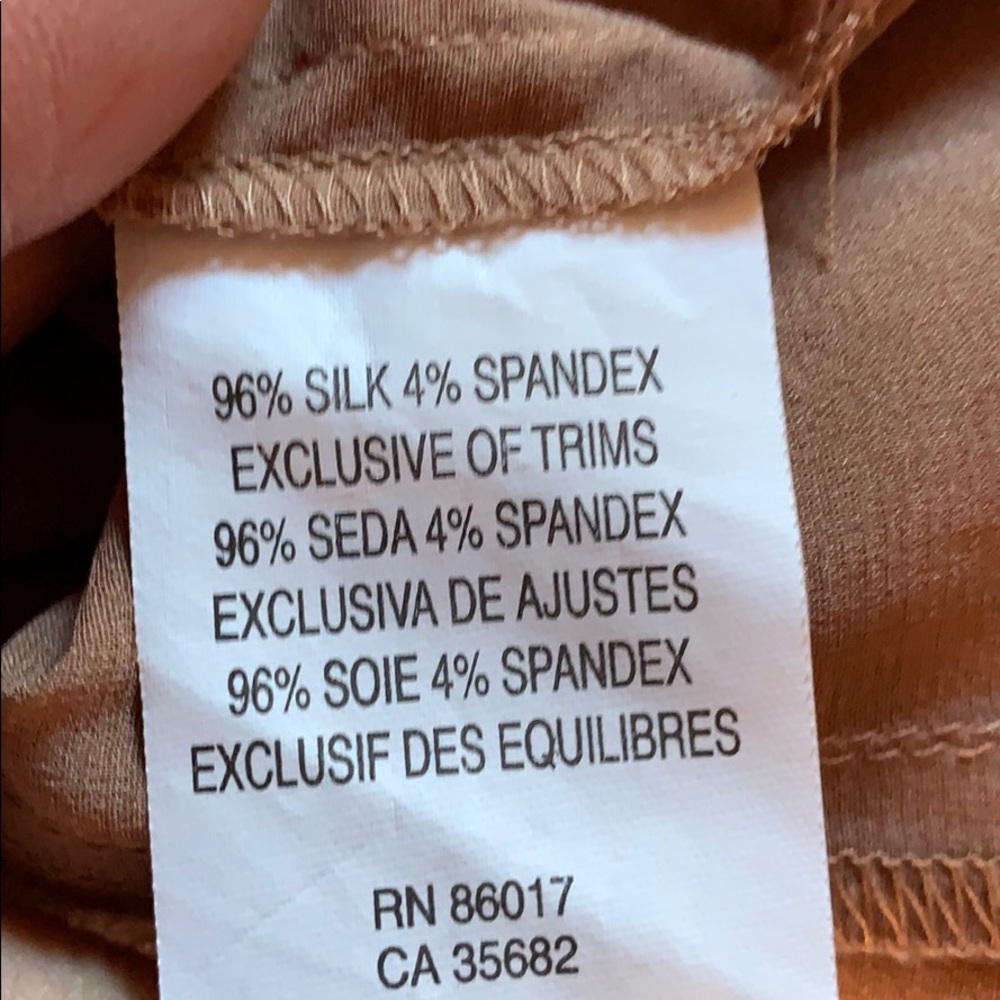 96% SILK 4% SPANDEX
EXCLUSIVE OF TRIMS
96% SEDA 4% SPANDEX
EXCLUSIVA DE AJUSTES
96% SOIE 4% SPANDEX
EXCLUSIF DES EQUILIBRES
RN 86017
CA 35682